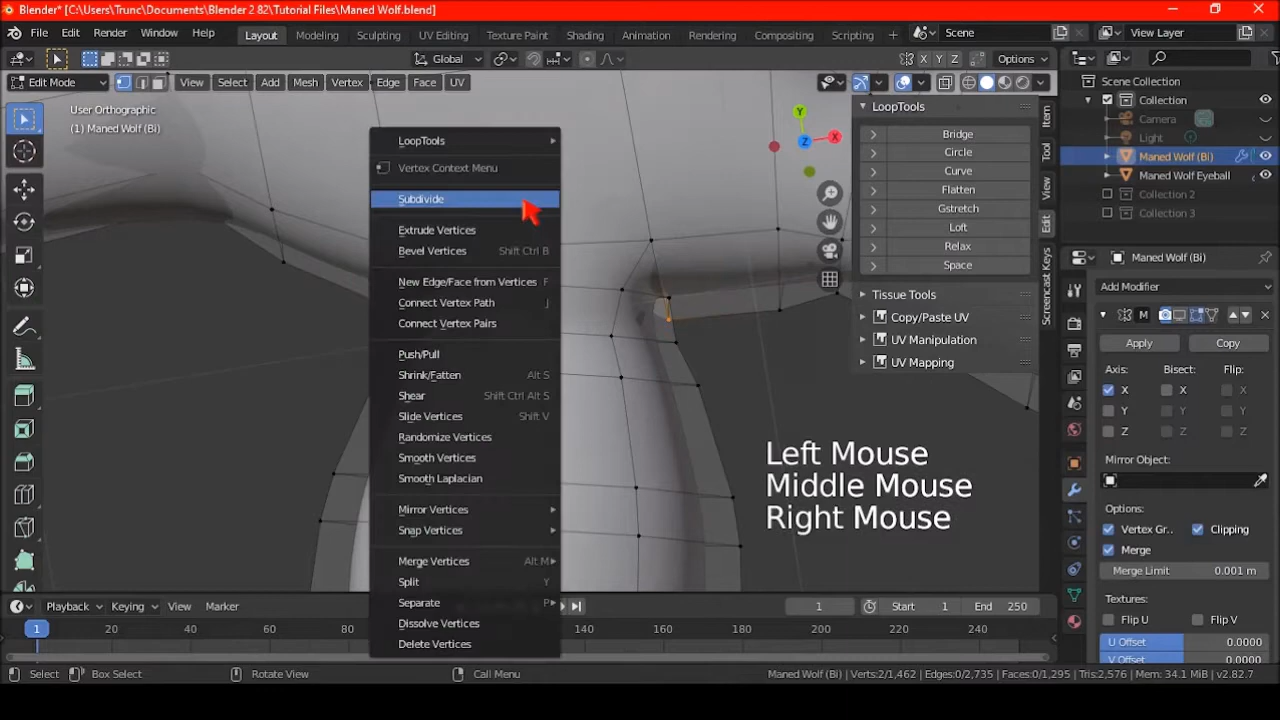 Blender* [C:\Users\Trunc\Documents\Blender 2 82\Tutorial Files\Maned Wolf.blend]
File Edit Render Window Help Layout Modeling Sculpting UV Editing Texture Paint Shading Animation Rendering Compositing Scripting Scene View Layer
Global X Y Z Options
Edit Mode View Select Add Mesh Vertex Edge Face UV
User Orthographic
(1) Maned Wolf (Bi)
LoopTools
Vertex Context Menu
Subdivide
Extrude Vertices
Bevel Vertices Shift Ctrl B
New Edge/Face from Vertices F
Connect Vertex Path J
Connect Vertex Pairs
Push/Pull
Shrink/Fatten Alt S
Shear Shift Ctrl Alt S
Slide Vertices Shift V
Randomize Vertices
Smooth Vertices
Smooth Laplacian
Mirror Vertices
Snap Vertices
Merge Vertices Alt M
Split Y
Separate P
Dissolve Vertices
Delete Vertices
Y
X
Z
LoopTools
Bridge
Circle
Curve
Flatten
Gstretch
Loft
Relax
Space
Tissue Tools
Copy/Paste UV
UV Manipulation
UV Mapping
Item
Tool
View
Edit
Screencast Keys
Left Mouse
Middle Mouse
Right Mouse
Scene Collection
Collection
Camera
Light
Maned Wolf (Bi)
Maned Wolf Eyeball
Collection 2
Collection 3
Maned Wolf (Bi)
Add Modifier
M
Apply Copy
Axis: Bisect: Flip:
X X X
Y Y Y
Z Z Z
Mirror Object:
Options:
Vertex Gr... Clipping
Merge
Merge Limit 0.001 m
Textures:
Flip U Flip V
U Offset 0.0000
V Offset 0.0000
Playback Keying View Marker 1 Start 1 End 250
1 20 40 60 80 140 160 180 200 220 240
Select Box Select Rotate View Call Menu Maned Wolf (Bi) | Verts:2/1,462 | Edges:0/2,735 | Faces:0/1,295 | Tris:2,576 | Mem: 34.1 MiB | v2.82.7